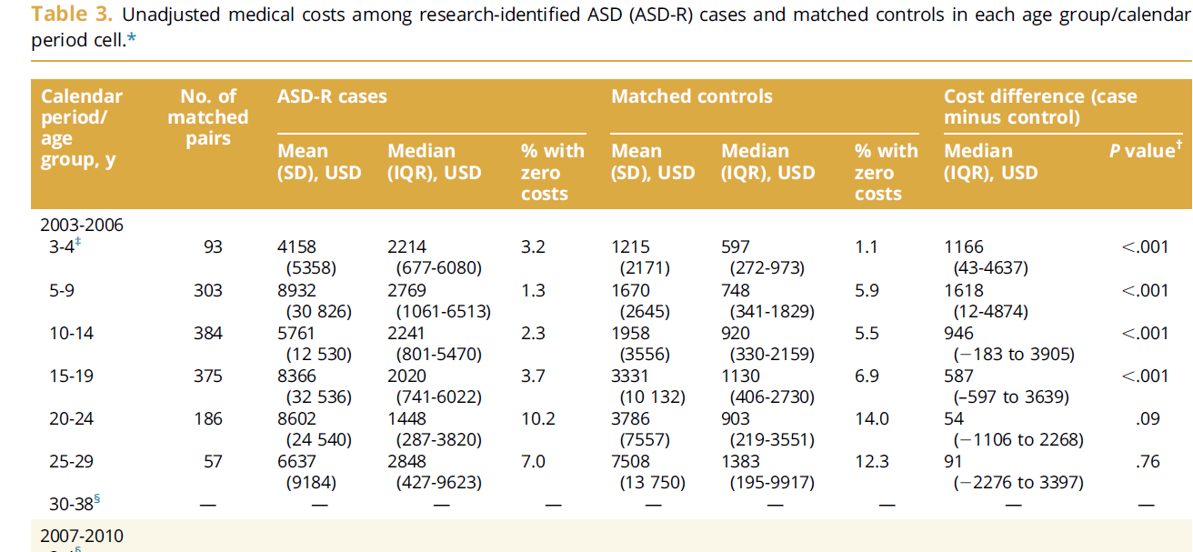 Table 3. Unadjusted medical costs among research-identified ASD (ASD-R) cases and matched controls in each age group/calendar
period cell.*
Calendar period/ age group, y | No. of matched pairs | ASD-R cases | Matched controls | Cost difference (case minus control)
Mean (SD), USD | Median (IQR), USD | % with zero costs | Mean (SD), USD | Median (IQR), USD | % with zero costs | Median (IQR), USD | P value†
2003-2006
3-4‡ 93 4158 2214 3.2 1215 597 1.1 1166 <.001
(5358) (677-6080) (2171) (272-973) (43-4637)
5-9 303 8932 2769 1.3 1670 748 5.9 1618 <.001
(30 826) (1061-6513) (2645) (341-1829) (12-4874)
10-14 384 5761 2241 2.3 1958 920 5.5 946 <.001
(12 530) (801-5470) (3556) (330-2159) (−183 to 3905)
15-19 375 8366 2020 3.7 3331 1130 6.9 587 <.001
(32 536) (741-6022) (10 132) (406-2730) (–597 to 3639)
20-24 186 8602 1448 10.2 3786 903 14.0 54 .09
(24 540) (287-3820) (7557) (219-3551) (−1106 to 2268)
25-29 57 6637 2848 7.0 7508 1383 12.3 91 .76
(9184) (427-9623) (13 750) (195-9917) (−2276 to 3397)
30-38§ — — — — — — — — —
2007-2010